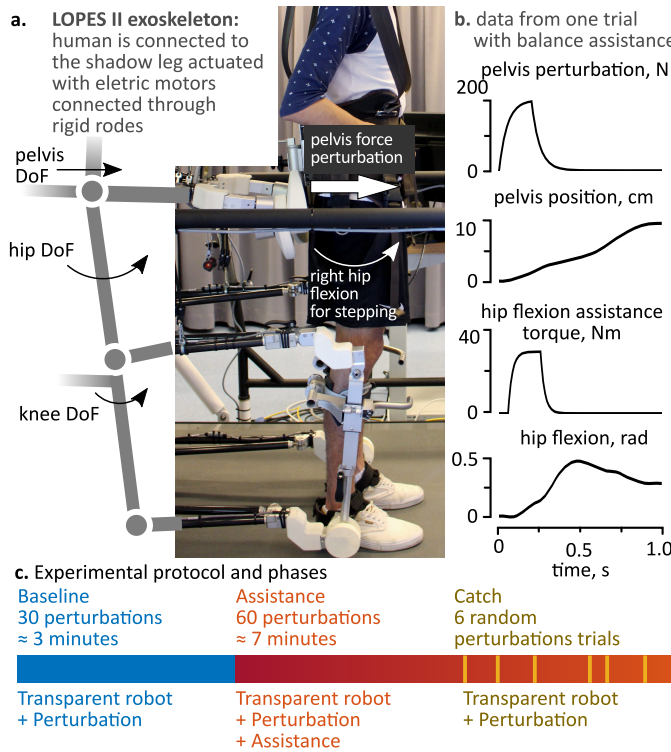 a. LOPES II exoskeleton:
human is connected to
the shadow leg actuated
with eletric motors
connected through
rigid rodes
pelvis
DoF
hip DoF
knee DoF
pelvis force
perturbation
right hip
flexion
for stepping
b. data from one trial
with balance assistance
pelvis perturbation, N
200
0
pelvis position, cm
10
0
hip flexion assistance
torque, Nm
40
0
hip flexion, rad
0.5
0
0 0.5 1.0
time, s
c. Experimental protocol and phases
Baseline
30 perturbations
≈ 3 minutes
Assistance
60 perturbations
≈ 7 minutes
Catch
6 random
perturbations trials
Transparent robot
+ Perturbation
Transparent robot
+ Perturbation
+ Assistance
Transparent robot
+ Perturbation